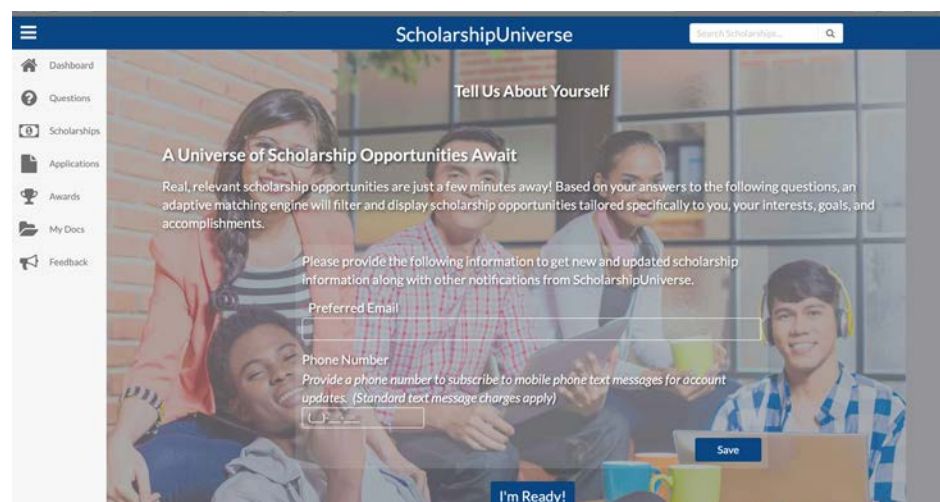 ScholarshipUniverse
Search Scholarships...
Dashboard
Questions
Scholarships
Applications
Awards
My Docs
Feedback
Tell Us About Yourself
A Universe of Scholarship Opportunities Await
Real, relevant scholarship opportunities are just a few minutes away! Based on your answers to the following questions, an
adaptive matching engine will filter and display scholarship opportunities tailored specifically to you, your interests, goals, and
accomplishments.
Please provide the following information to get new and updated scholarship
information along with other notifications from ScholarshipUniverse.
Preferred Email
Phone Number
Provide a phone number to subscribe to mobile phone text messages for account
updates. (Standard text message charges apply)
(__)-__-__
Save
I'm Ready!